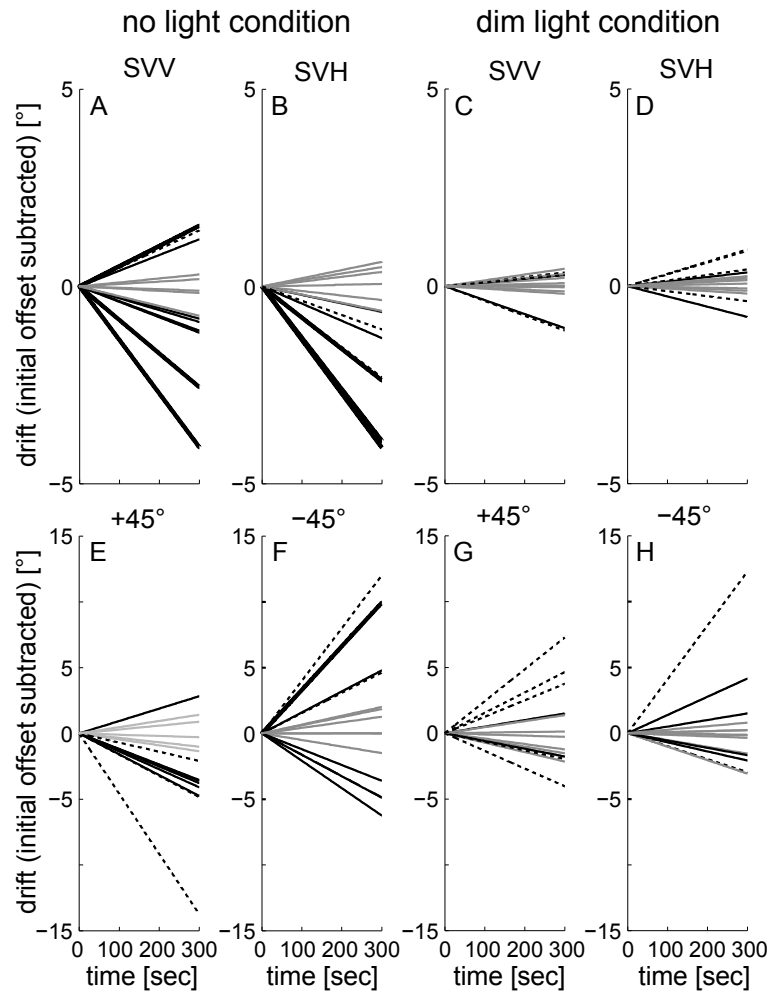 no light condition dim light condition
SVV SVH SVV SVH
A B C D
5 5 5 5
0 0 0 0
−5 −5 −5 −5
drift (initial offset subtracted) [°]
+45° −45° +45° −45°
E F G H
15 15 15 15
5 5 5 5
0 0 0 0
−5 −5 −5 −5
−15 −15 −15 −15
drift (initial offset subtracted) [°]
0 100 200 300 0 100 200 300 0 100 200 300 0 100 200 300
time [sec] time [sec] time [sec] time [sec]